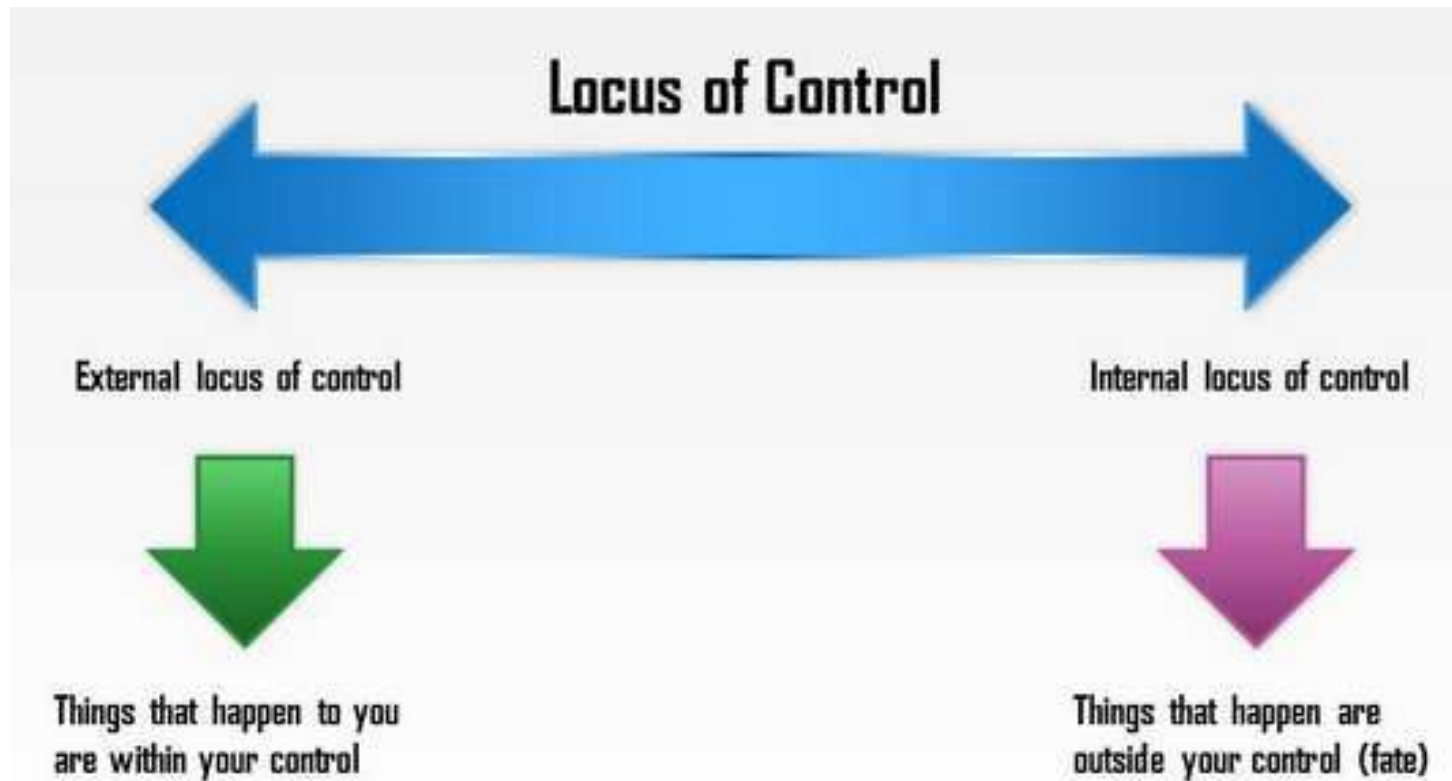 Locus of Control
External locus of control
Internal locus of control
Things that happen to you
are within your control
Things that happen are
outside your control (fate)